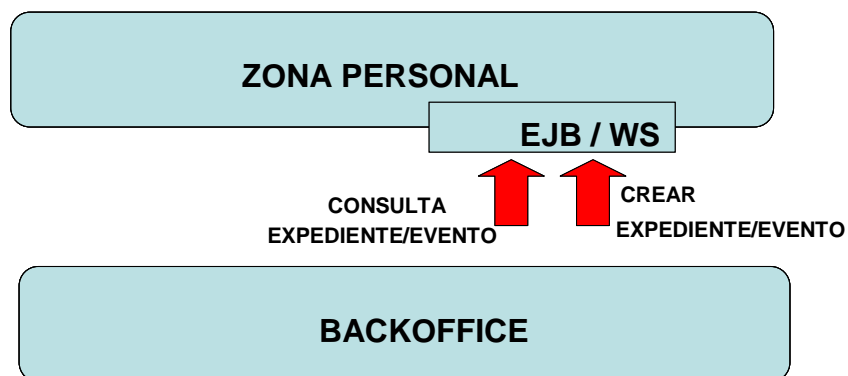 ZONA PERSONAL
EJB / WS
CONSULTA
EXPEDIENTE/EVENTO
CREAR
EXPEDIENTE/EVENTO
BACKOFFICE